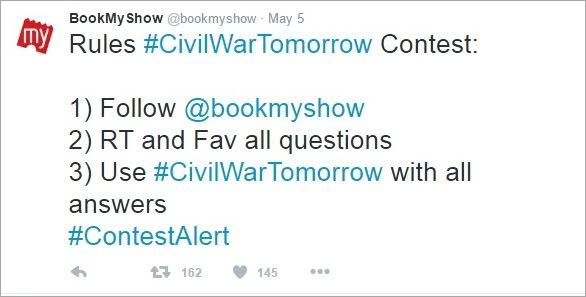 my BookMyShow @bookmyshow · May 5
Rules #CivilWarTomorrow Contest:
1) Follow @bookmyshow
2) RT and Fav all questions
3) Use #CivilWarTomorrow with all
answers
#ContestAlert
162 145